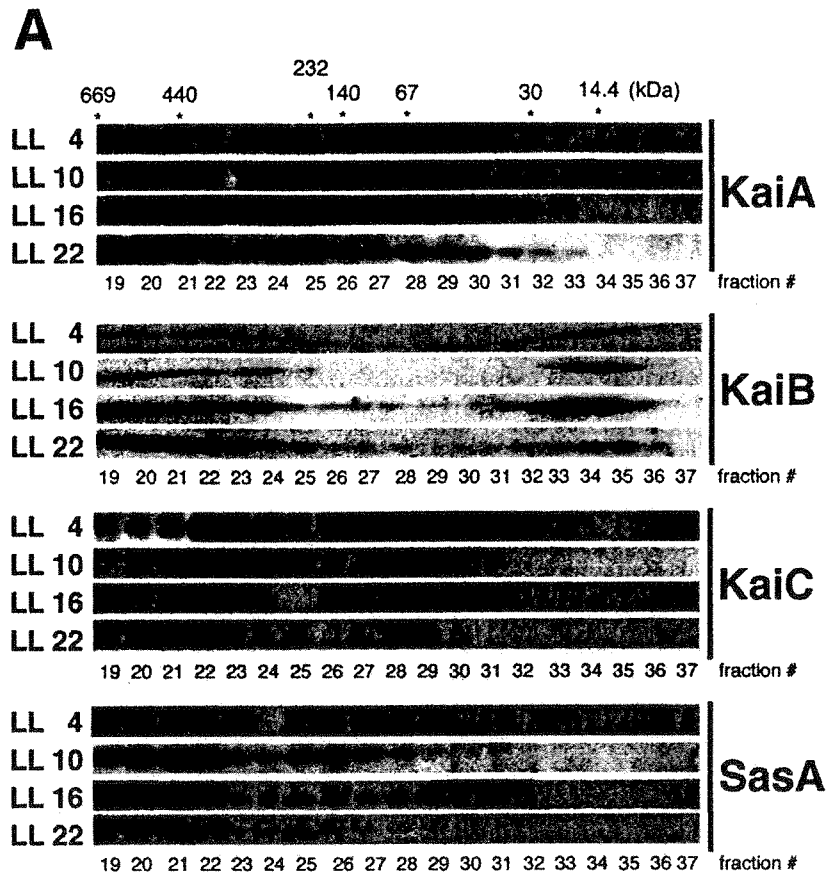 A
232
669 440 140 67 30 14.4 (kDa)
* * * * * * *
LL 4
LL 10
LL 16
LL 22
KaiA
19 20 21 22 23 24 25 26 27 28 29 30 31 32 33 34 35 36 37 fraction #
LL 4
LL 10
LL 16
LL 22
KaiB
19 20 21 22 23 24 25 26 27 28 29 30 31 32 33 34 35 36 37 fraction #
LL 4
LL 10
LL 16
LL 22
KaiC
19 20 21 22 23 24 25 26 27 28 29 30 31 32 33 34 35 36 37 fraction #
LL 4
LL 10
LL 16
LL 22
SasA
19 20 21 22 23 24 25 26 27 28 29 30 31 32 33 34 35 36 37 fraction #